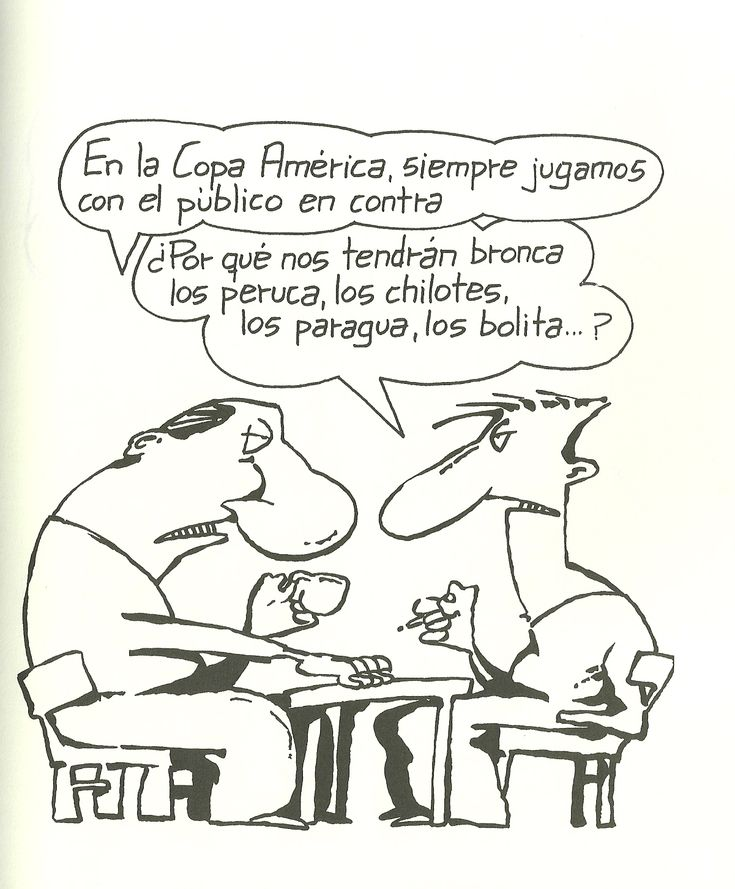 En la Copa América, siempre jugamos
con el público en contra
¿Por qué nos tendrán bronca
los peruca, los chilotes,
los paragua, los bolita... ?